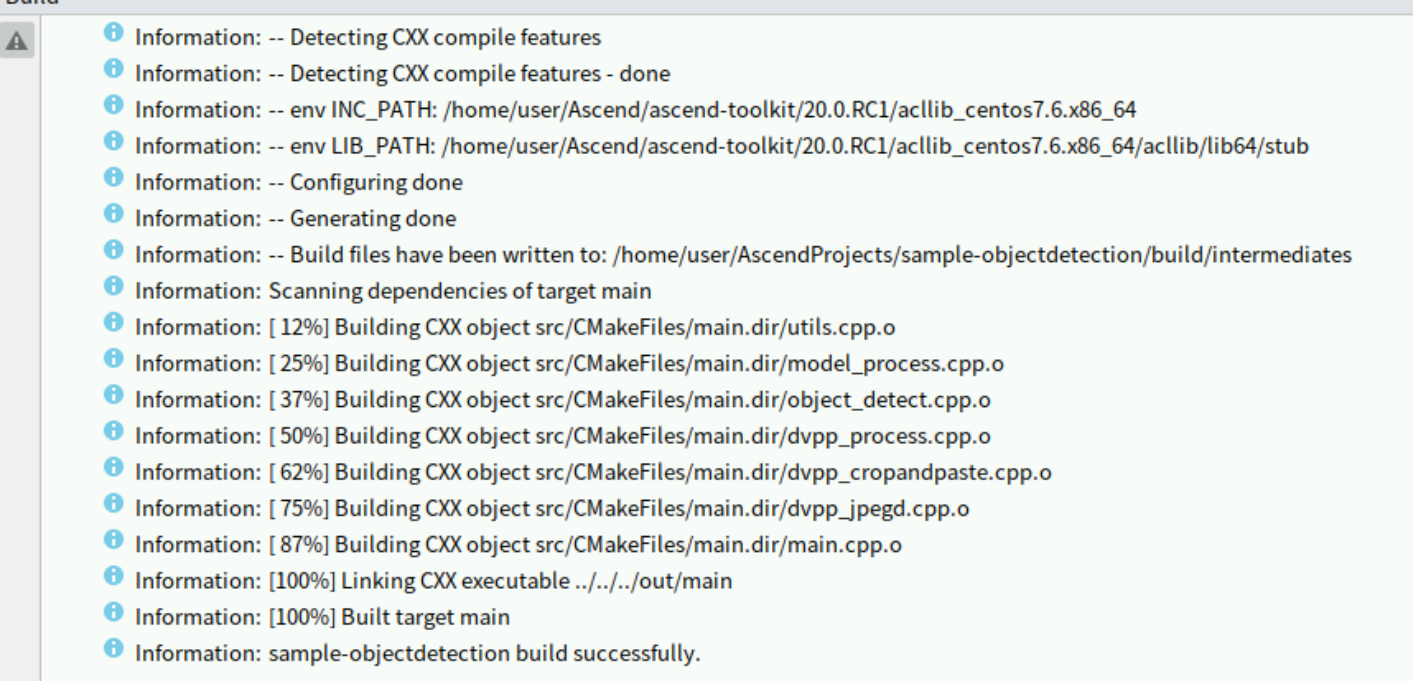 Build
Information: -- Detecting CXX compile features
Information: -- Detecting CXX compile features - done
Information: -- env INC_PATH: /home/user/Ascend/ascend-toolkit/20.0.RC1/acllib_centos7.6.x86_64
Information: -- env LIB_PATH: /home/user/Ascend/ascend-toolkit/20.0.RC1/acllib_centos7.6.x86_64/acllib/lib64/stub
Information: -- Configuring done
Information: -- Generating done
Information: -- Build files have been written to: /home/user/AscendProjects/sample-objectdetection/build/intermediates
Information: Scanning dependencies of target main
Information: [ 12%] Building CXX object src/CMakeFiles/main.dir/utils.cpp.o
Information: [ 25%] Building CXX object src/CMakeFiles/main.dir/model_process.cpp.o
Information: [ 37%] Building CXX object src/CMakeFiles/main.dir/object_detect.cpp.o
Information: [ 50%] Building CXX object src/CMakeFiles/main.dir/dvpp_process.cpp.o
Information: [ 62%] Building CXX object src/CMakeFiles/main.dir/dvpp_cropandpaste.cpp.o
Information: [ 75%] Building CXX object src/CMakeFiles/main.dir/dvpp_jpegd.cpp.o
Information: [ 87%] Building CXX object src/CMakeFiles/main.dir/main.cpp.o
Information: [100%] Linking CXX executable ../../../out/main
Information: [100%] Built target main
Information: sample-objectdetection build successfully.